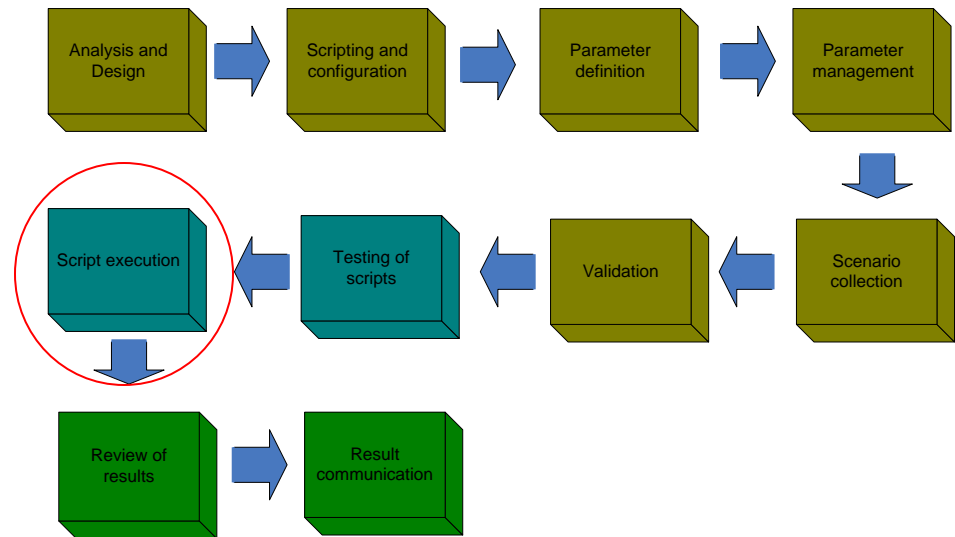 Analysis and
Design
Scripting and
configuration
Parameter
definition
Parameter
management
Script execution
Testing of
scripts
Validation
Scenario
collection
Review of
results
Result
communication